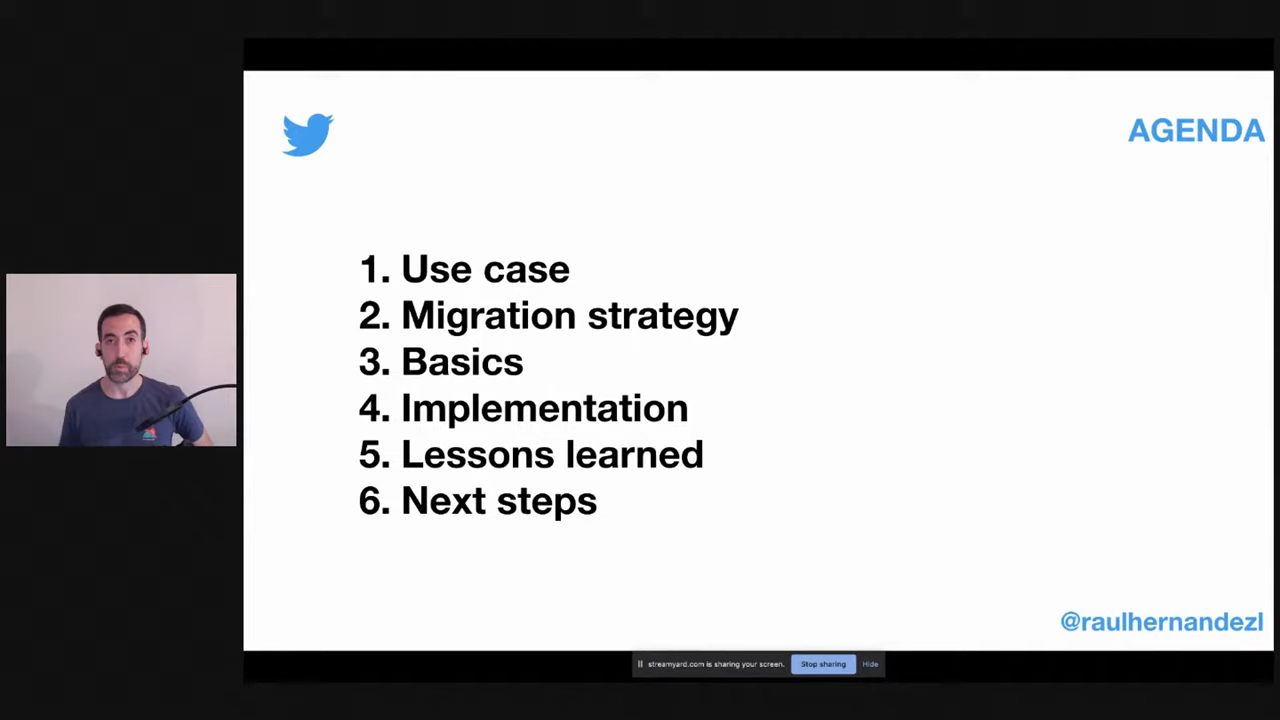 AGENDA
1. Use case
2. Migration strategy
3. Basics
4. Implementation
5. Lessons learned
6. Next steps
@raulhernandezl
streamyard.com is sharing your screen. Stop sharing Hide